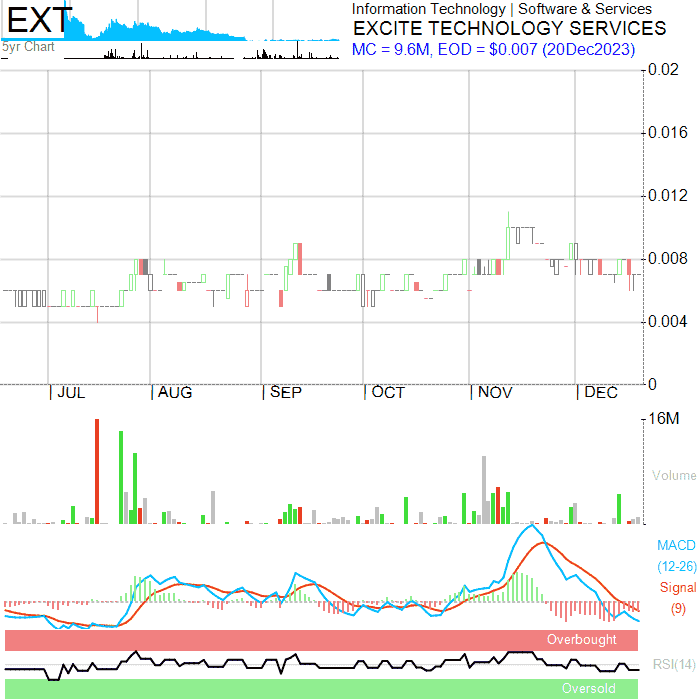 EXT
5yr Chart
Information Technology | Software & Services
EXCITE TECHNOLOGY SERVICES
MC = 9.6M, EOD = $0.007 (20Dec2023)
0.02
0.016
0.012
0.008
0.004
0
| JUL | AUG | SEP | OCT | NOV | DEC
16M
Volume
MACD
(12-26)
Signal
(9)
Overbought
RSI(14)
Oversold